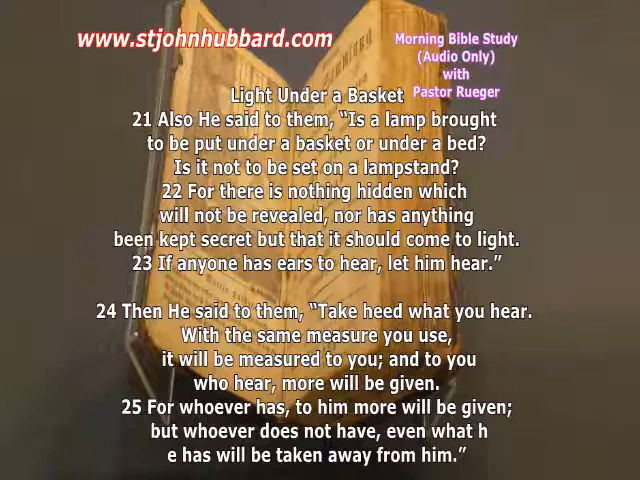 www.stjohnhubbard.com
Morning Bible Study
(Audio Only)
with
Pastor Rueger
Light Under a Basket
21 Also He said to them, “Is a lamp brought
to be put under a basket or under a bed?
Is it not to be set on a lampstand?
22 For there is nothing hidden which
will not be revealed, nor has anything
been kept secret but that it should come to light.
23 If anyone has ears to hear, let him hear.”
24 Then He said to them, “Take heed what you hear.
With the same measure you use,
it will be measured to you; and to you
who hear, more will be given.
25 For whoever has, to him more will be given;
but whoever does not have, even what h
e has will be taken away from him.”